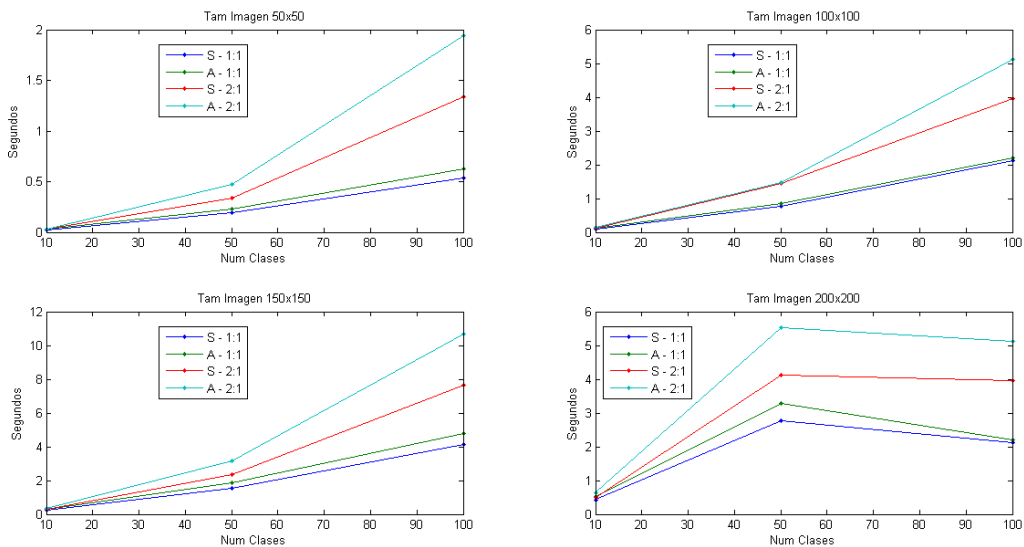 Tam Imagen 50x50
2
1.5
1
0.5
0
Segundos
S - 1:1
A - 1:1
S - 2:1
A - 2:1
10 20 30 40 50 60 70 80 90 100
Num Clases
Tam Imagen 100x100
6
5
4
3
2
1
0
Segundos
S - 1:1
A - 1:1
S - 2:1
A - 2:1
10 20 30 40 50 60 70 80 90 100
Num Clases
Tam Imagen 150x150
12
10
8
6
4
2
0
Segundos
S - 1:1
A - 1:1
S - 2:1
A - 2:1
10 20 30 40 50 60 70 80 90 100
Num Clases
Tam Imagen 200x200
6
5
4
3
2
1
0
Segundos
S - 1:1
A - 1:1
S - 2:1
A - 2:1
10 20 30 40 50 60 70 80 90 100
Num Clases